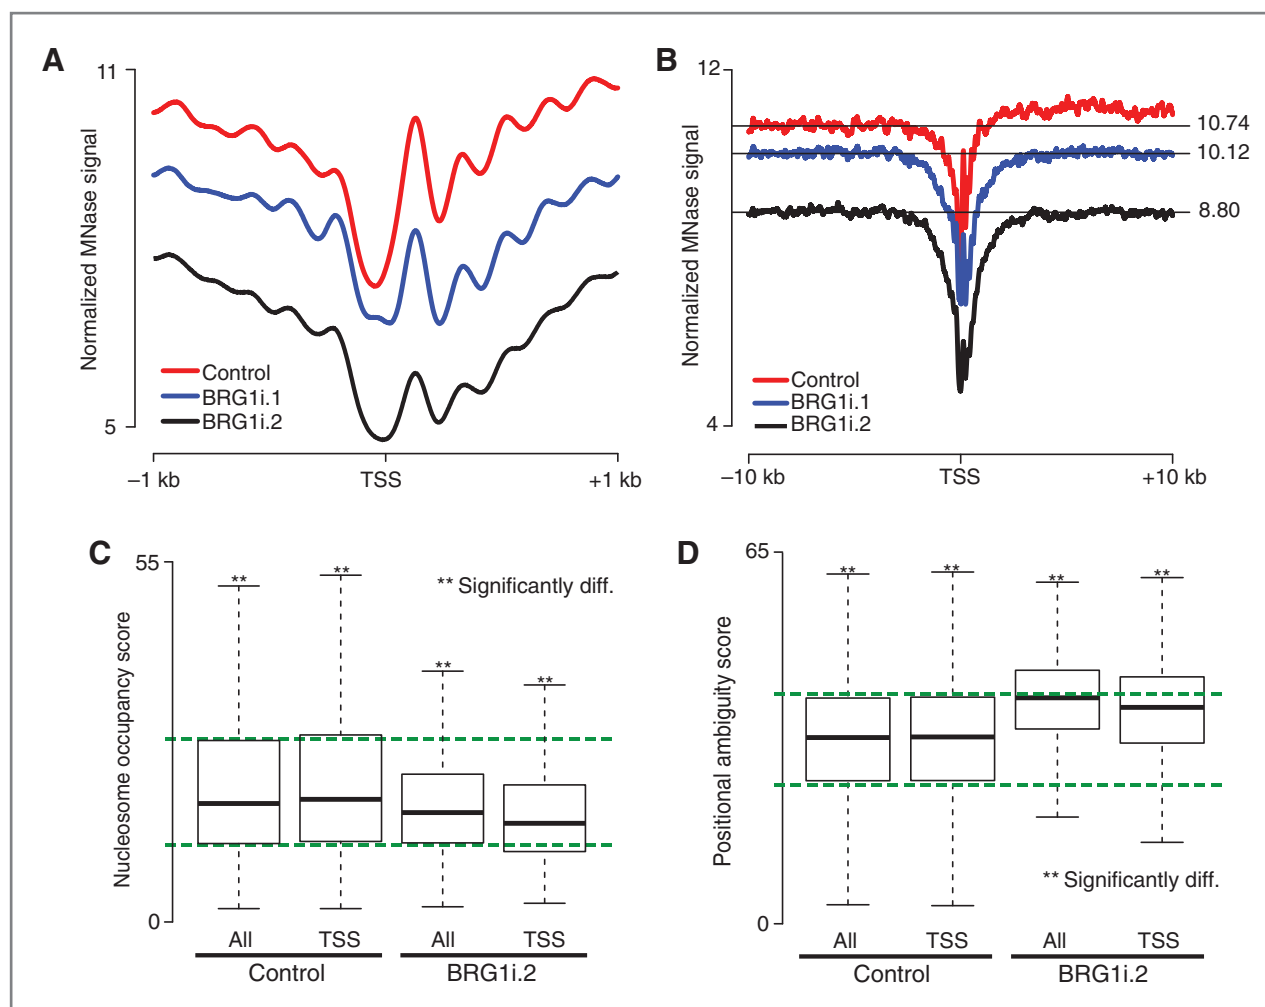 A
11
Normalized MNase signal
5
Control
BRG1i.1
BRG1i.2
–1 kb
TSS
+1 kb
B
12
Normalized MNase signal
4
10.74
10.12
8.80
Control
BRG1i.1
BRG1i.2
–10 kb
TSS
+10 kb
C
55
Nucleosome occupancy score
0
** Significantly diff.
**
**
**
**
All
TSS
All
TSS
Control
BRG1i.2
D
65
Positional ambiguity score
0
**
**
**
**
** Significantly diff.
All
TSS
All
TSS
Control
BRG1i.2